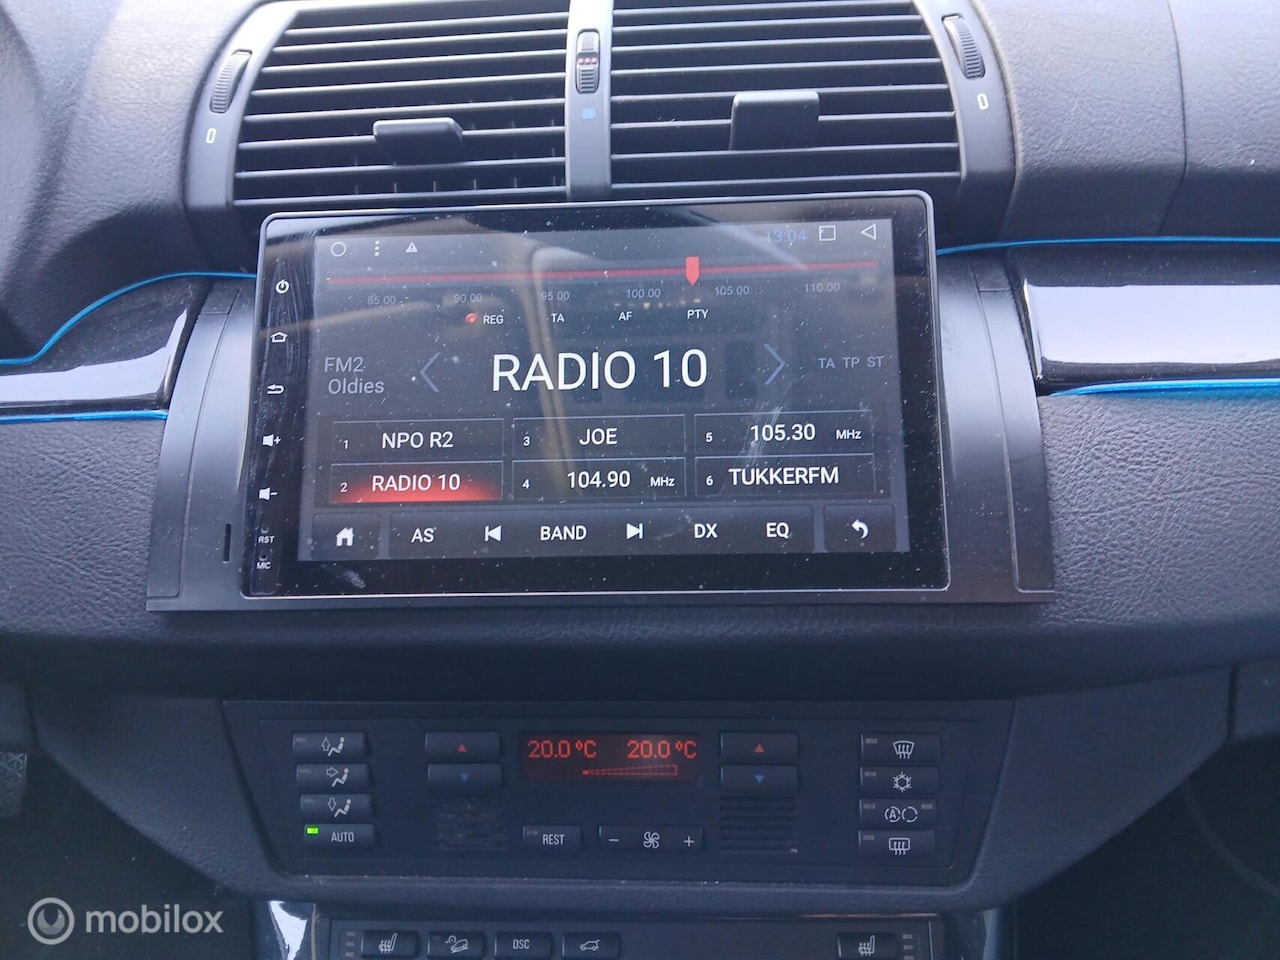 0
0
13:04
85.00 90.00 95.00 100.00 105.00 110.00
REG TA AF PTY
FM2
Oldies
RADIO 10
TA TP ST
1 NPO R2
3 JOE
5 105.30 MHz
2 RADIO 10
4 104.90 MHz
6 TUKKERFM
AS BAND DX EQ
RST
MIC
20.0°C 20.0°C
A
AUTO
REST
− +
DSC
mobilox